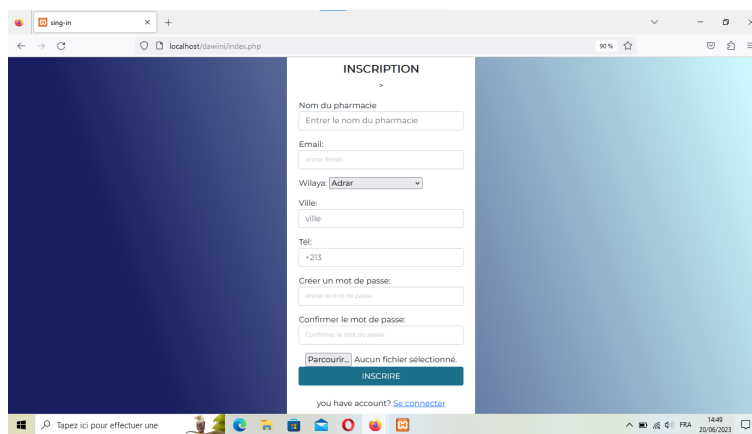 sing-in
localhost/dawiini/index.php
90 %
INSCRIPTION
>
Nom du pharmacie
Entrer le nom du pharmacie
Email:
entrer Email
Wilaya: Adrar
Ville:
ville
Tél:
+213
Créer un mot de passe:
entrer le mot de passe
Confirmer le mot de passe:
Confirmer le mot de passe
Parcourir... Aucun fichier sélectionné.
INSCRIRE
you have account? Se connecter
Tapez ici pour effectuer une
FRA
14:49
20/06/2023